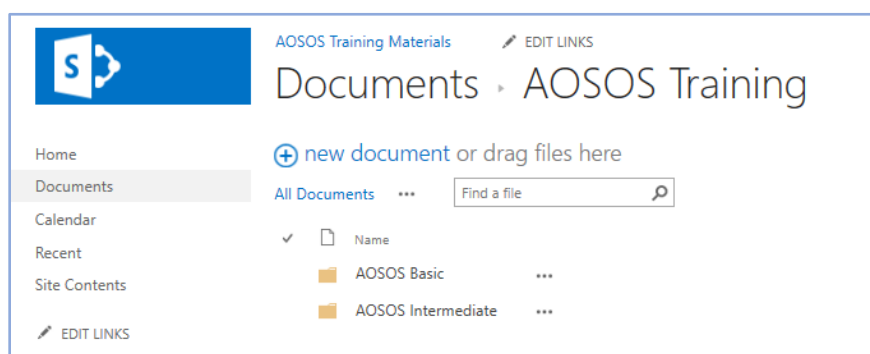 S
AOSOS Training Materials EDIT LINKS
Documents AOSOS Training
Home
Documents
Calendar
Recent
Site Contents
EDIT LINKS
new document or drag files here
All Documents ••• Find a file
Name
AOSOS Basic •••
AOSOS Intermediate •••